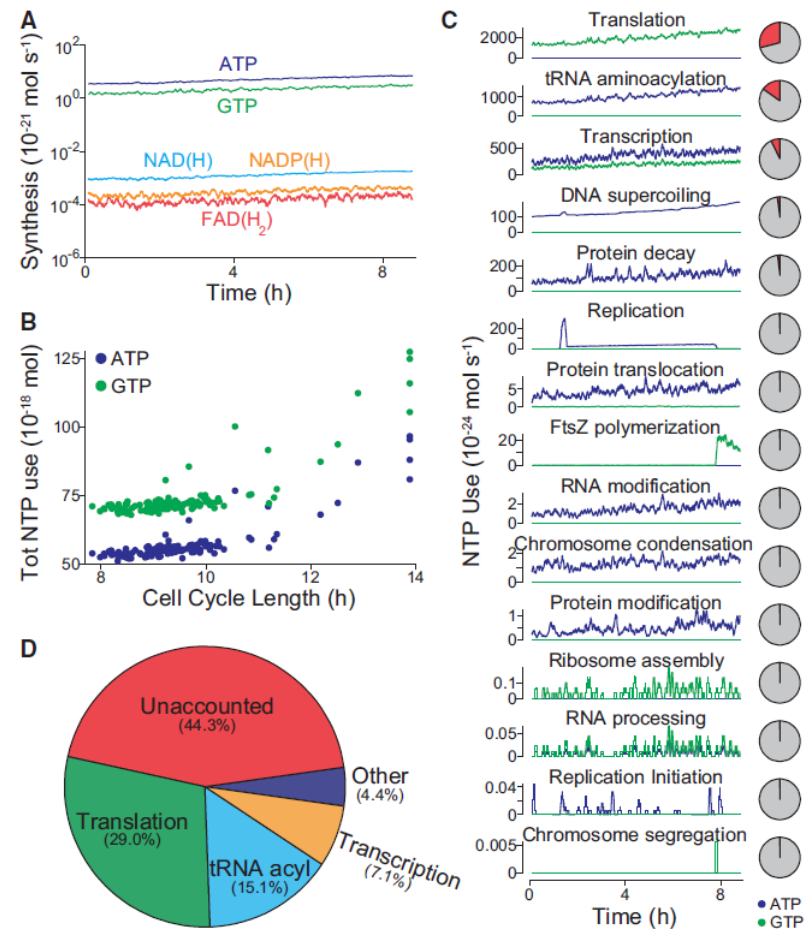 A
Synthesis (10⁻²¹ mol s⁻¹)
10²
10⁰
10⁻²
10⁻⁴
10⁻⁶
ATP
GTP
NAD(H)
NADP(H)
FAD(H₂)
0
4
8
Time (h)
B
Tot NTP use (10⁻¹⁸ mol)
125
100
75
50
ATP
GTP
8
10
12
14
Cell Cycle Length (h)
D
Unaccounted
(44.3%)
Other
(4.4%)
Transcription
(7.1%)
tRNA acyl
(15.1%)
Translation
(29.0%)
C
NTP Use (10⁻²⁴ mol s⁻¹)
Translation
2000
0
tRNA aminoacylation
1000
0
Transcription
500
0
DNA supercoiling
100
0
Protein decay
200
0
Replication
200
0
Protein translocation
5
0
FtsZ polymerization
20
0
RNA modification
2
0
Chromosome condensation
2
0
Protein modification
1
0
Ribosome assembly
0.1
0
RNA processing
0.05
0
Replication Initiation
0.04
0
Chromosome segregation
0.005
0
0
4
8
Time (h)
ATP
GTP